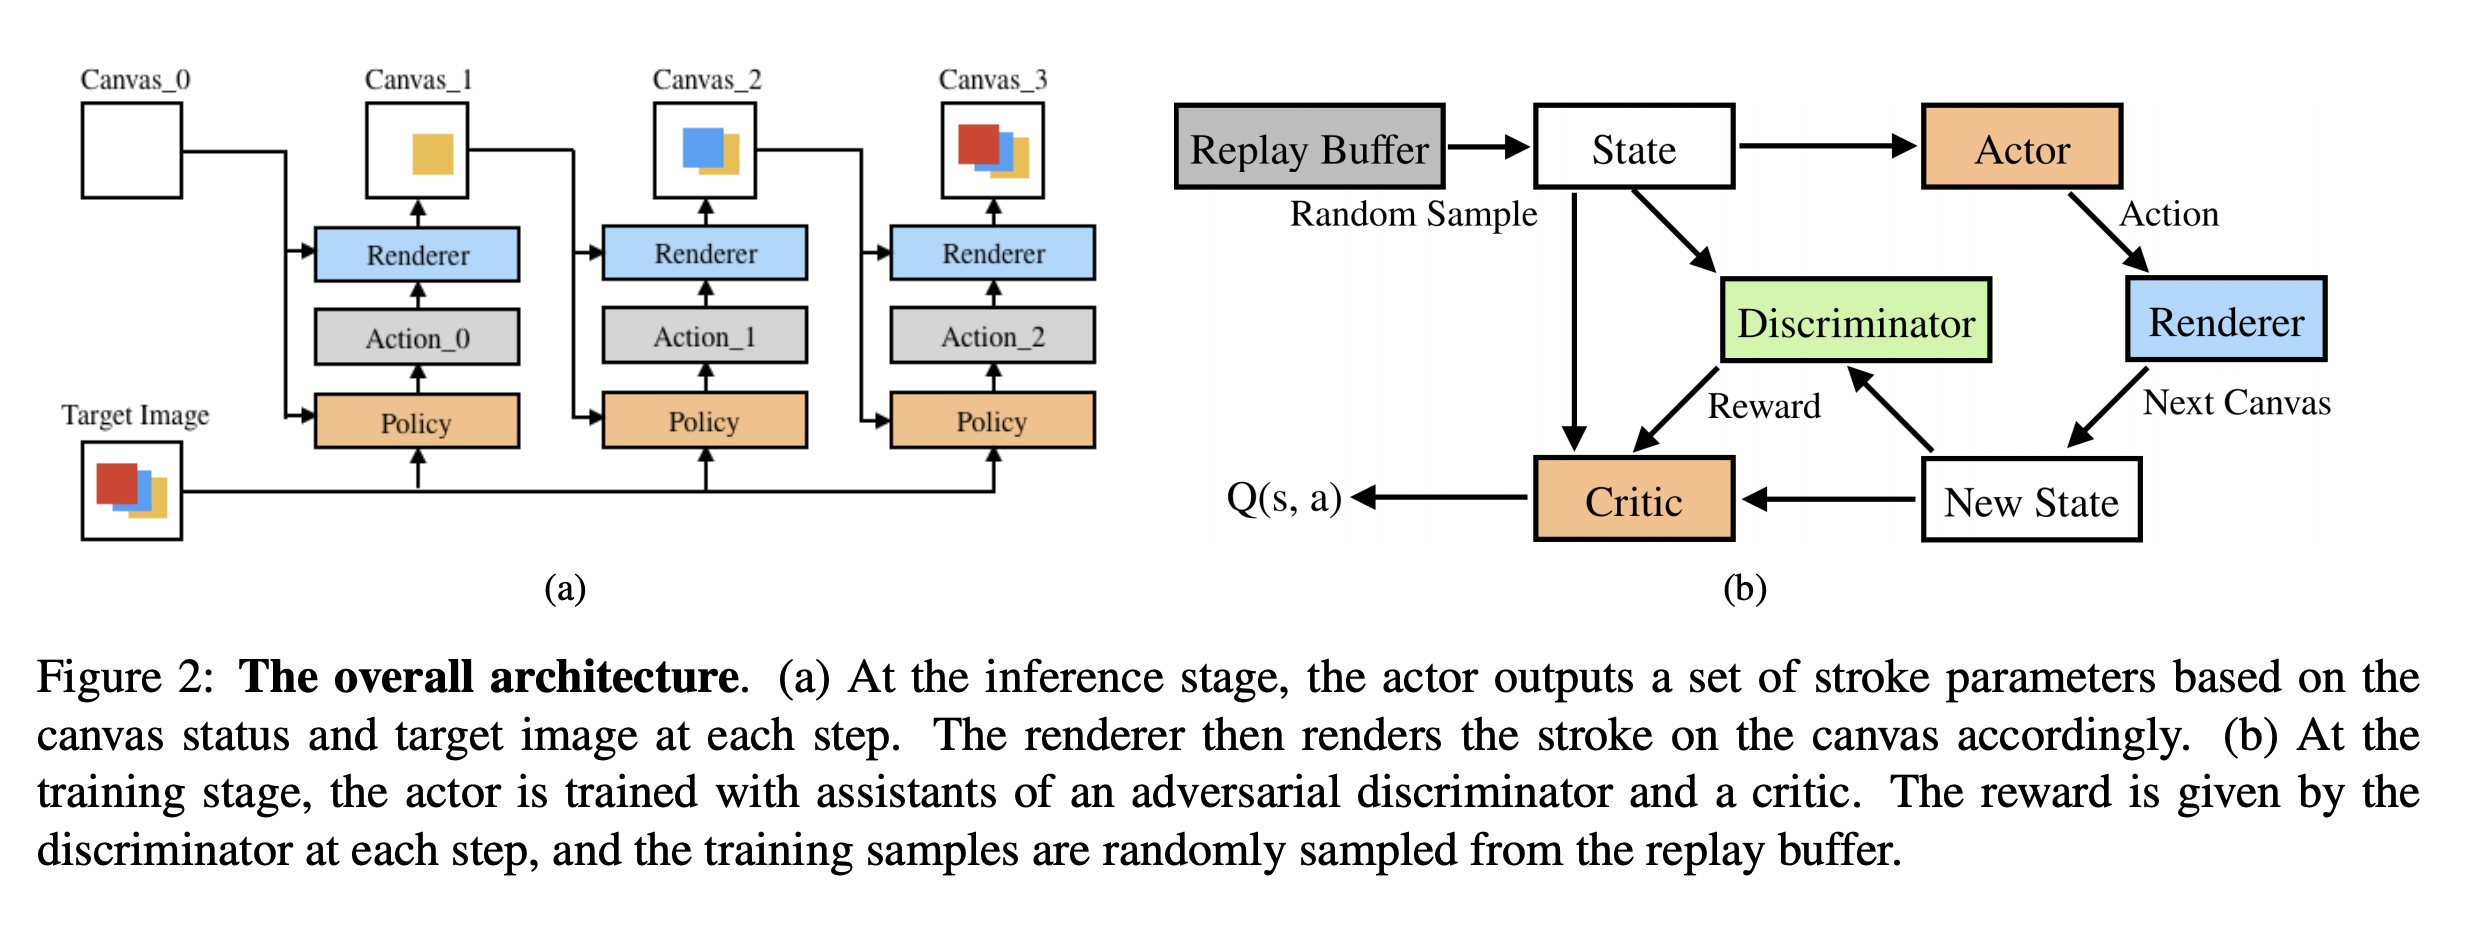 Canvas_0
Canvas_1
Canvas_2
Canvas_3
Renderer
Renderer
Renderer
Action_0
Action_1
Action_2
Target Image
Policy
Policy
Policy
(a)
Replay Buffer
State
Actor
Random Sample
Action
Discriminator
Renderer
Reward
Next Canvas
Q(s, a)
Critic
New State
(b)
Figure 2: The overall architecture. (a) At the inference stage, the actor outputs a set of stroke parameters based on the
canvas status and target image at each step. The renderer then renders the stroke on the canvas accordingly. (b) At the
training stage, the actor is trained with assistants of an adversarial discriminator and a critic. The reward is given by the
discriminator at each step, and the training samples are randomly sampled from the replay buffer.